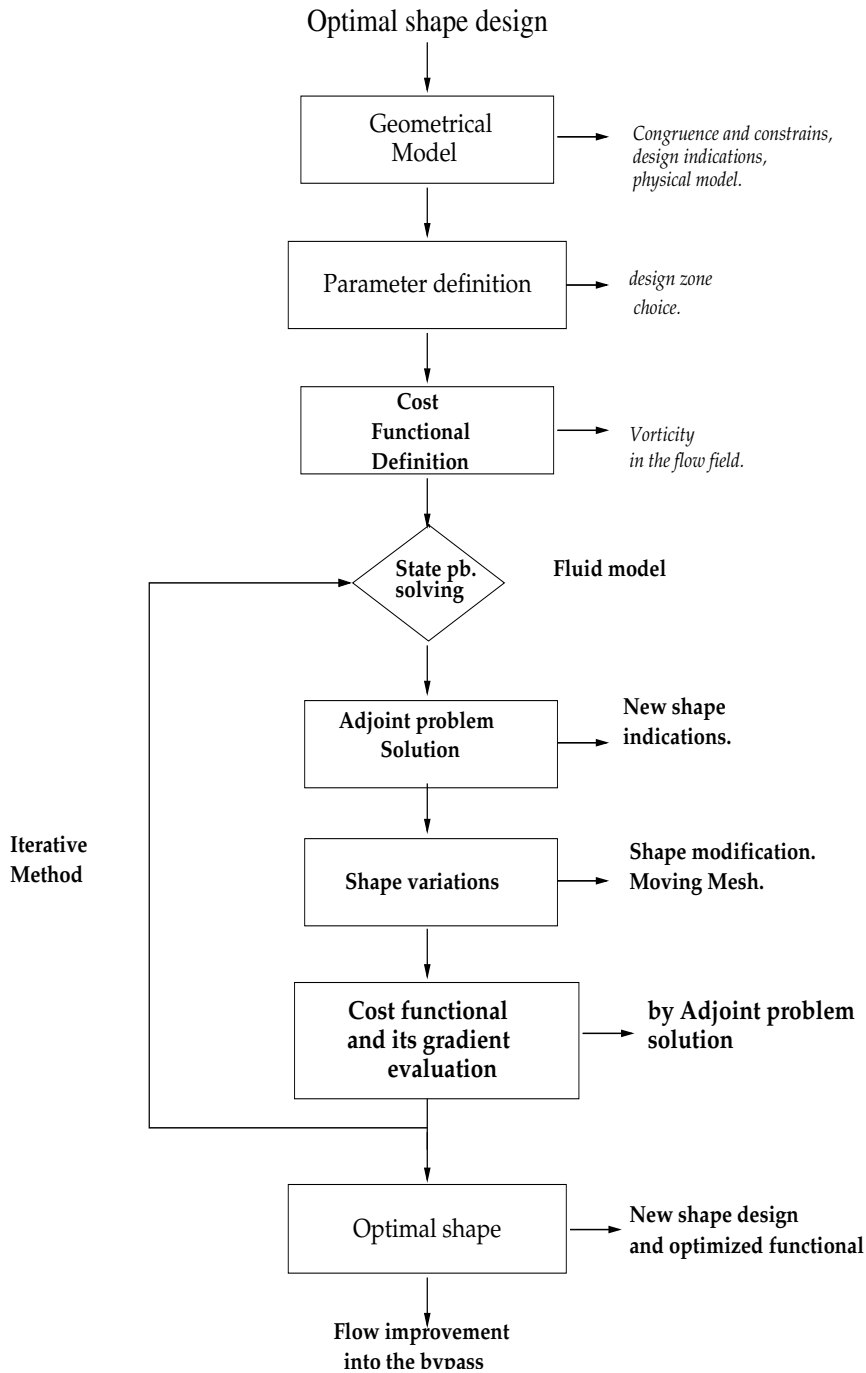 Optimal shape design
Geometrical
Model
Congruence and constrains,
design indications,
physical model.
Parameter definition
design zone
choice.
Cost
Functional
Definition
Vorticity
in the flow field.
State pb.
solving
Fluid model
Adjoint problem
Solution
New shape
indications.
Iterative
Method
Shape variations
Shape modification.
Moving Mesh.
Cost functional
and its gradient
evaluation
by Adjoint problem
solution
Optimal shape
New shape design
and optimized functional
Flow improvement
into the bypass